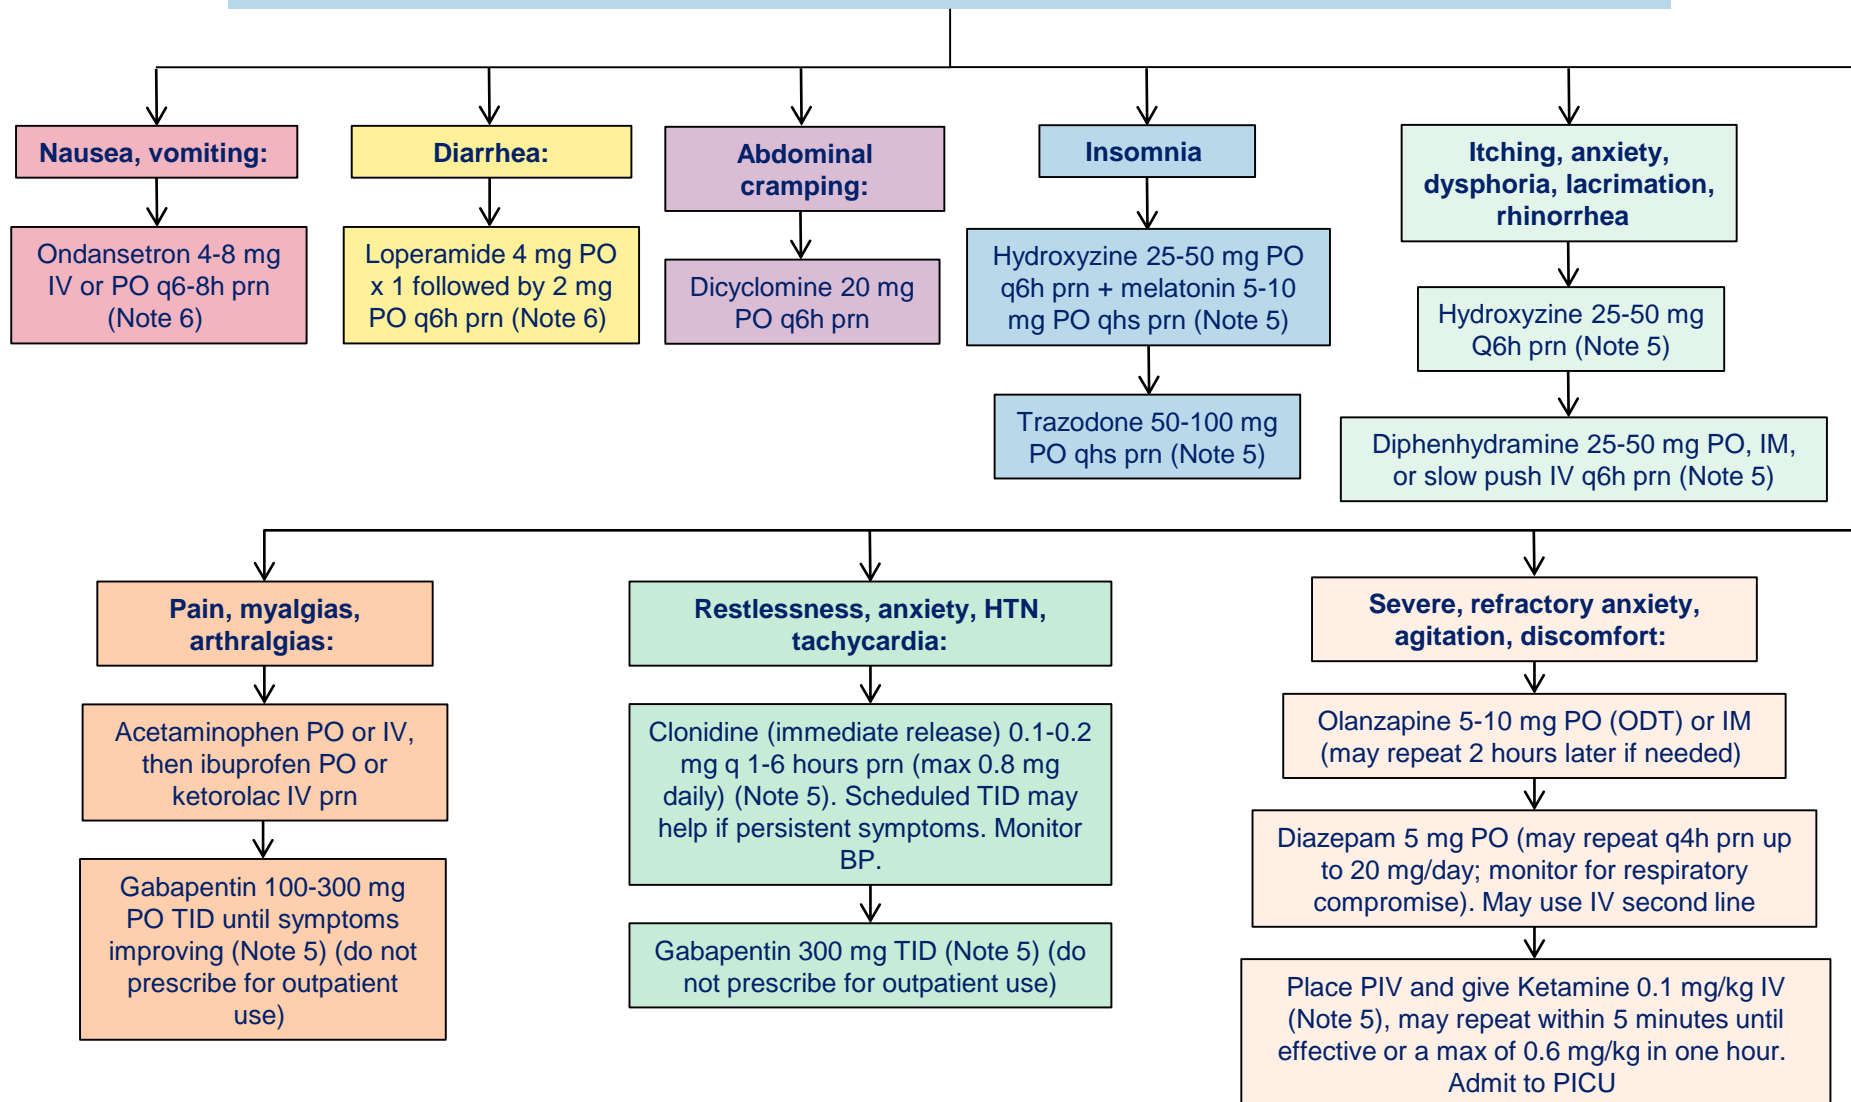 Nausea, vomiting:
Ondansetron 4-8 mg
IV or PO q6-8h prn
(Note 6)
Diarrhea:
Loperamide 4 mg PO
x 1 followed by 2 mg
PO q6h prn (Note 6)
Abdominal
cramping:
Dicyclomine 20 mg
PO q6h prn
Insomnia
Hydroxyzine 25-50 mg PO
q6h prn + melatonin 5-10
mg PO qhs prn (Note 5)
Trazodone 50-100 mg
PO qhs prn (Note 5)
Itching, anxiety,
dysphoria, lacrimation,
rhinorrhea
Hydroxyzine 25-50 mg
Q6h prn (Note 5)
Diphenhydramine 25-50 mg PO, IM,
or slow push IV q6h prn (Note 5)
Pain, myalgias,
arthralgias:
Acetaminophen PO or IV,
then ibuprofen PO or
ketorolac IV prn
Gabapentin 100-300 mg
PO TID until symptoms
improving (Note 5) (do not
prescribe for outpatient
use)
Restlessness, anxiety, HTN,
tachycardia:
Clonidine (immediate release) 0.1-0.2
mg q 1-6 hours prn (max 0.8 mg
daily) (Note 5). Scheduled TID may
help if persistent symptoms. Monitor
BP.
Gabapentin 300 mg TID (Note 5) (do
not prescribe for outpatient use)
Severe, refractory anxiety,
agitation, discomfort:
Olanzapine 5-10 mg PO (ODT) or IM
(may repeat 2 hours later if needed)
Diazepam 5 mg PO (may repeat q4h prn up
to 20 mg/day; monitor for respiratory
compromise). May use IV second line
Place PIV and give Ketamine 0.1 mg/kg IV
(Note 5), may repeat within 5 minutes until
effective or a max of 0.6 mg/kg in one hour.
Admit to PICU